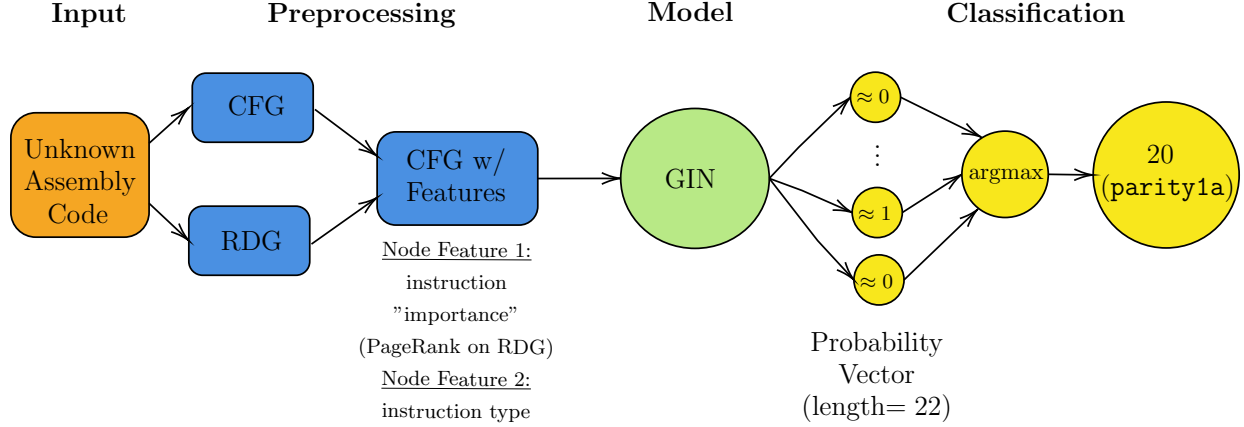 Input
Preprocessing
Model
Classification
Unknown
Assembly
Code
CFG
RDG
CFG w/
Features
Node Feature 1:
instruction
"importance"
(PageRank on RDG)
Node Feature 2:
instruction type
GIN
≈ 0
⋮
≈ 1
≈ 0
Probability
Vector
(length= 22)
argmax
20
(parity1a)